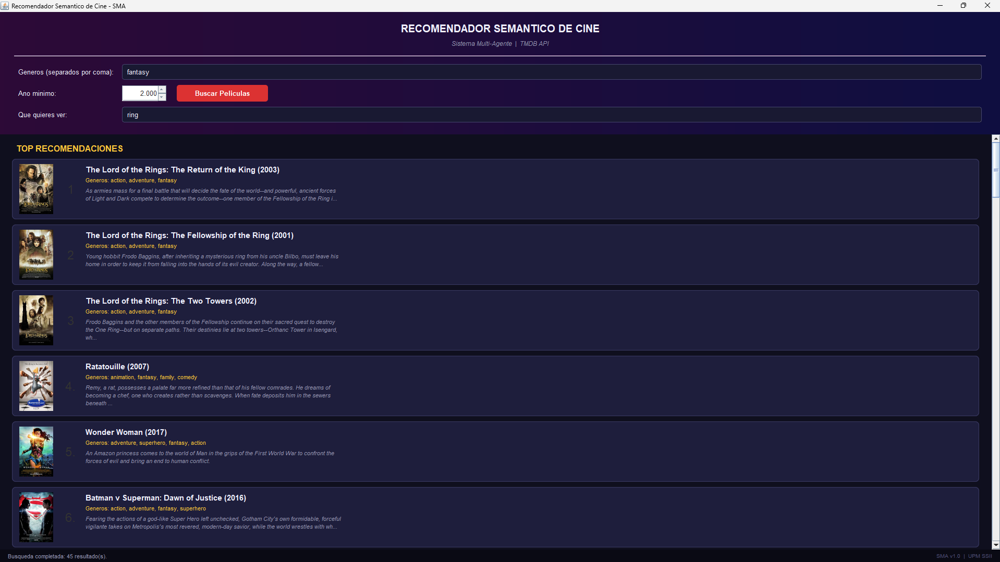 Recomendador Semantico de Cine - SMA
RECOMENDADOR SEMANTICO DE CINE
Sistema Multi-Agente | TMDB API
Generos (separados por coma): fantasy
Ano minimo: 2.000 Buscar Peliculas
Que quieres ver: ring
TOP RECOMENDACIONES
The Lord of the Rings: The Return of the King (2003)
Generos: action, adventure, fantasy
1
As armies mass for a final battle that will decide the fate of the world--and powerful, ancient forces
of Light and Dark compete to determine the outcome--one member of the Fellowship of the Ring i...
The Lord of the Rings: The Fellowship of the Ring (2001)
Generos: action, adventure, fantasy
2
Young hobbit Frodo Baggins, after inheriting a mysterious ring from his uncle Bilbo, must leave his
home in order to keep it from falling into the hands of its evil creator. Along the way, a fellow...
The Lord of the Rings: The Two Towers (2002)
Generos: action, adventure, fantasy
3
Frodo Baggins and the other members of the Fellowship continue on their sacred quest to destroy
the One Ring--but on separate paths. Their destinies lie at two towers--Orthanc Tower in Isengard,
wh...
Ratatouille (2007)
Generos: animation, fantasy, family, comedy
4.
Remy, a rat, possesses a palate far more refined than that of his fellow comrades. He dreams of
becoming a chef, one who creates rather than scavenges. When fate deposits him in the sewers
beneath ...
RATATOUILLE
Wonder Woman (2017)
Generos: adventure, superhero, fantasy, action
5.
An Amazon princess comes to the world of Man in the grips of the First World War to confront the
forces of evil and bring an end to human conflict.
WONDER WOMAN
Batman v Superman: Dawn of Justice (2016)
Generos: action, adventure, fantasy, superhero
6.
Fearing the actions of a god-like Super Hero left unchecked, Gotham City's own formidable, forceful
vigilante takes on Metropolis's most revered, modern-day savior, while the world wrestles with wh...
Busqueda completada: 45 resultado(s).
SMA v1.0 | UPM SSII